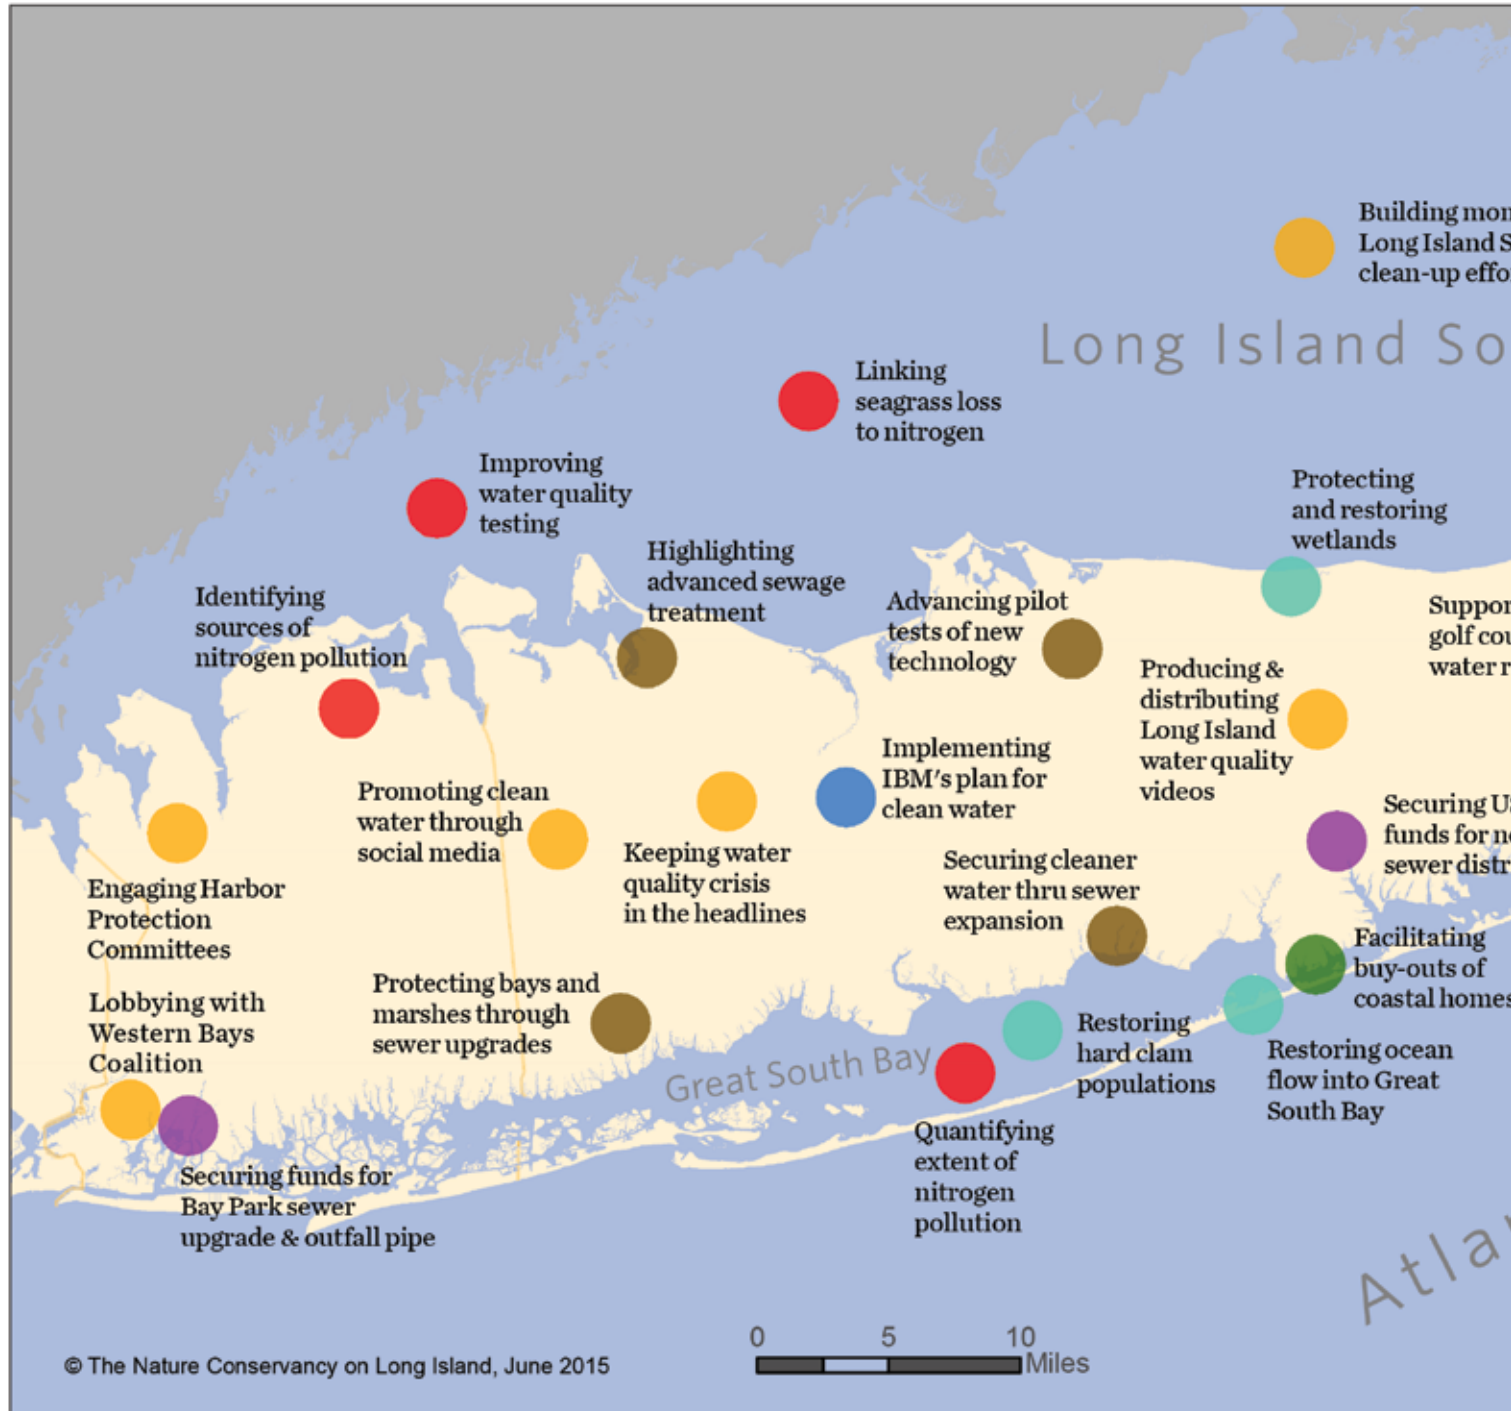 Building
Long Island
clean-up
Long Island
Linking
seagrass loss
to nitrogen
Improving
water quality
testing
Protecting
and restoring
wetlands
Highlighting
advanced sewage
treatment
Identifying
sources of
nitrogen pollution
Advancing pilot
tests of new
technology
golf
water
Producing &
distributing
Long Island
water quality
videos
Implementing
IBM's plan for
clean water
Promoting clean
water through
social media
Securing
funds for
sewer
Keeping water
quality crisis
in the headlines
Securing cleaner
water thru sewer
expansion
Engaging Harbor
Protection
Committees
Facilitating
buy-outs of
coastal homes
Protecting bays and
marshes through
sewer upgrades
Lobbying with
Western Bays
Coalition
Restoring
hard clam
populations
Great South Bay
Restoring ocean
flow into Great
South Bay
Quantifying
extent of
nitrogen
pollution
Securing funds for
Bay Park sewer
upgrade & outfall pipe
0 5 10
Miles
© The Nature Conservancy on Long Island, June 2015